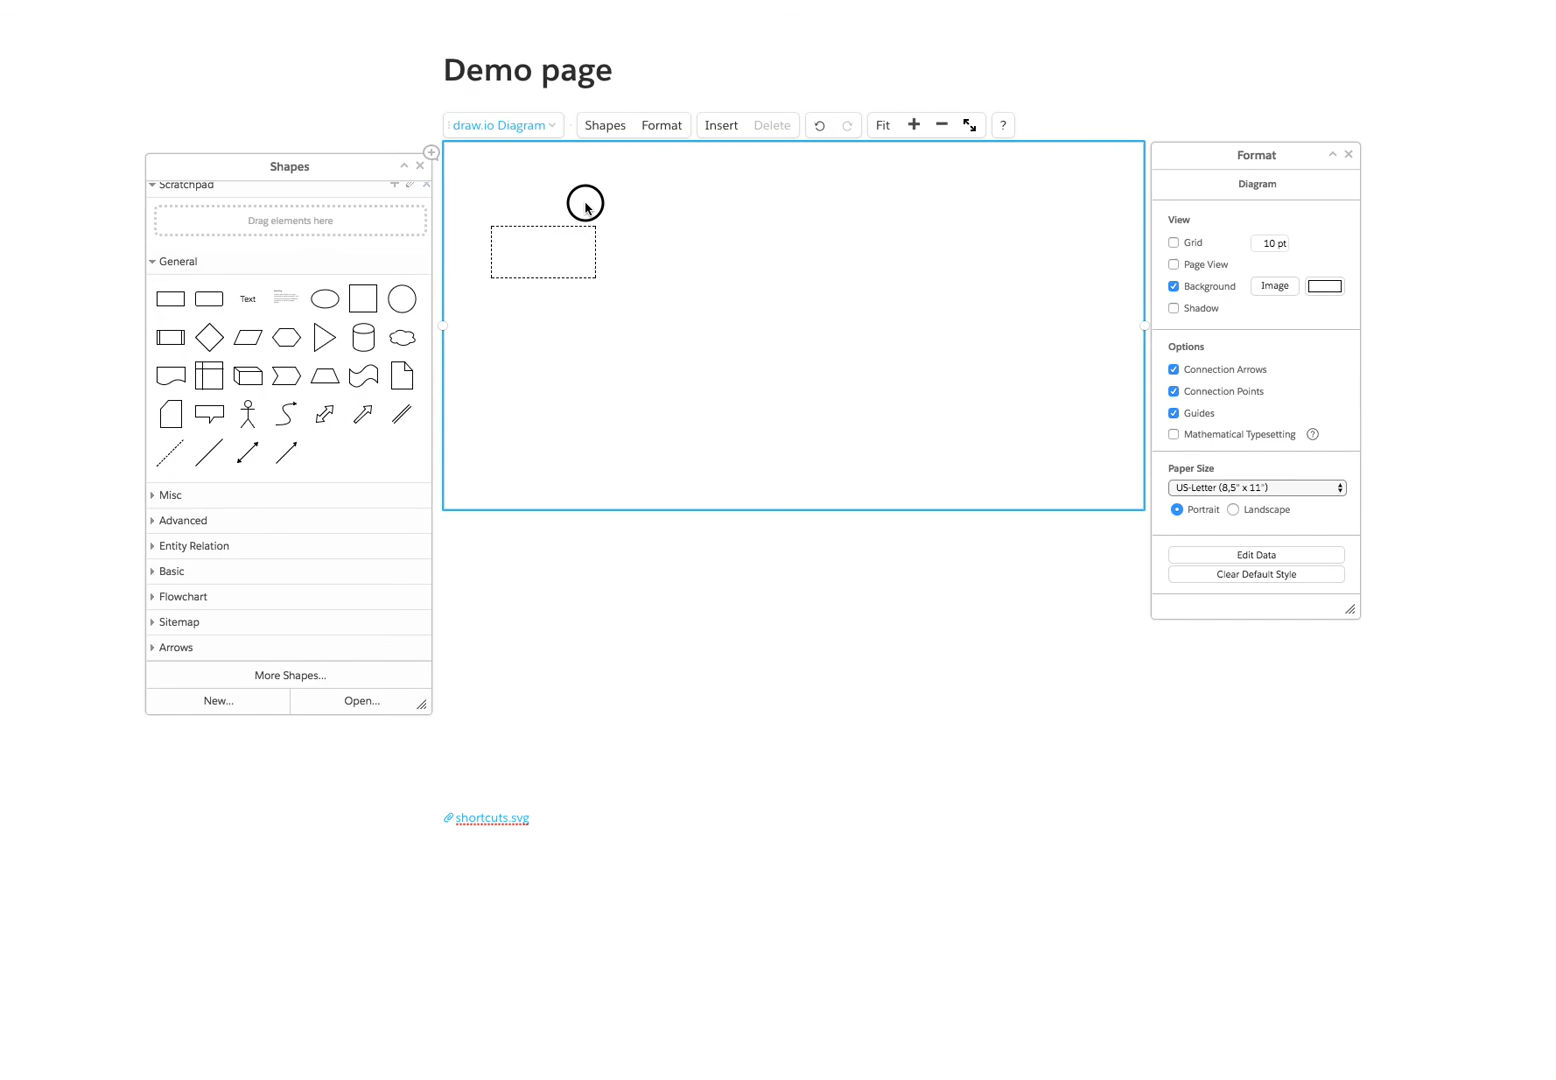 Demo page
draw.io Diagram
Shapes Format
Insert Delete
Fit
?
Shapes
Scratchpad
Drag elements here
General
Text
Misc
Advanced
Entity Relation
Basic
Flowchart
Sitemap
Arrows
More Shapes...
New... Open...
Format
Diagram
View
Grid 10 pt
Page View
Background Image
Shadow
Options
Connection Arrows
Connection Points
Guides
Mathematical Typesetting ?
Paper Size
US-Letter (8,5" x 11")
Portrait Landscape
Edit Data
Clear Default Style
shortcuts.svg